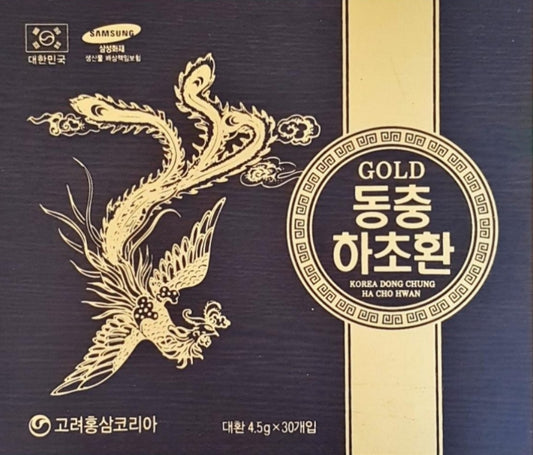 대한민국
SAMSUNG
삼성화재
생산물 배상책임보험
GOLD
동충
하초환
KOREA DONG CHUNG
HA CHO HWAN
고려홍삼코리아
대환 4.5g×30개입